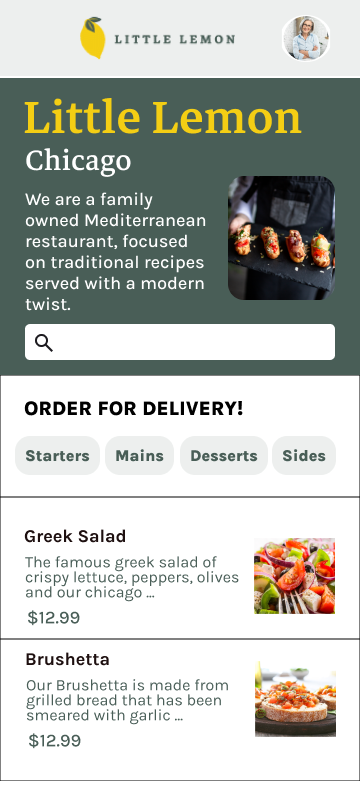 LITTLE LEMON
Little Lemon
Chicago
We are a family
owned Mediterranean
restaurant, focused
on traditional recipes
served with a modern
twist.
ORDER FOR DELIVERY!
Starters Mains Desserts Sides
Greek Salad
The famous greek salad of
crispy lettuce, peppers, olives
and our chicago ...
$12.99
Brushetta
Our Brushetta is made from
grilled bread that has been
smeared with garlic ...
$12.99